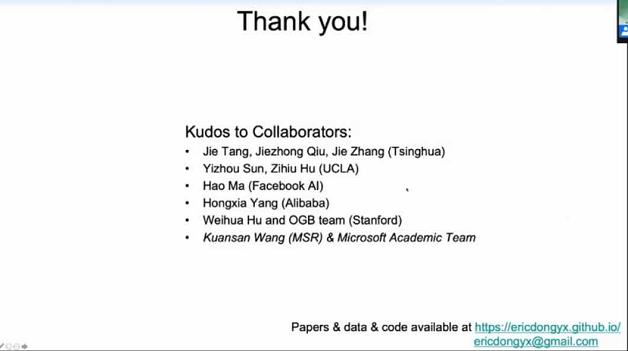 Thank you!
Kudos to Collaborators:
• Jie Tang, Jiezhong Qiu, Jie Zhang (Tsinghua)
• Yizhou Sun, Zihiu Hu (UCLA)
• Hao Ma (Facebook AI)
• Hongxia Yang (Alibaba)
• Weihua Hu and OGB team (Stanford)
• Kuansan Wang (MSR) & Microsoft Academic Team
Papers & data & code available at https://ericdongyx.github.io/
ericdongyx@gmail.com